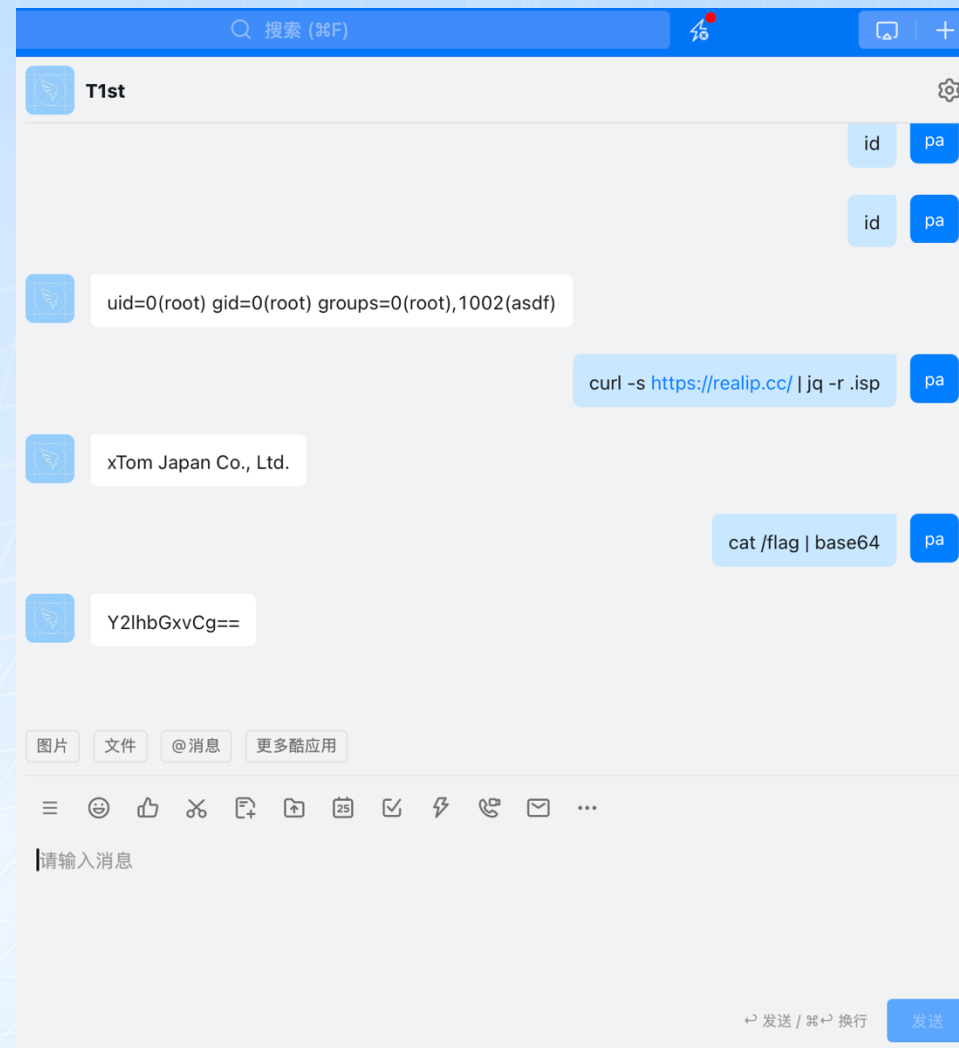 搜索 (⌘F)
T1st
id
pa
id
pa
uid=0(root) gid=0(root) groups=0(root),1002(asdf)
curl -s https://realip.cc/ | jq -r .isp
pa
xTom Japan Co., Ltd.
cat /flag | base64
pa
Y2lhbGxvCg==
图片
文件
@消息
更多酷应用
25
请输入消息
↩ 发送 / ⌘↩ 换行
发送